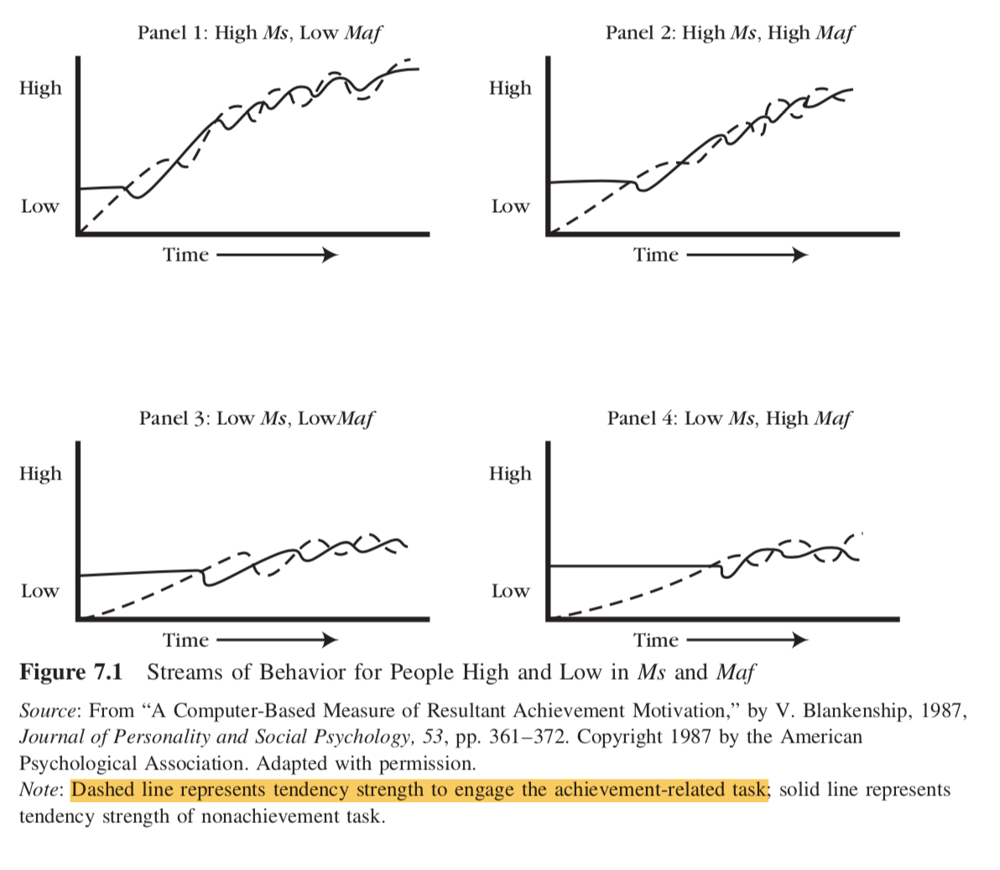 Panel 1: High Ms, Low Maf
High
Low
Time
Panel 2: High Ms, High Maf
High
Low
Time
Panel 3: Low Ms, LowMaf
High
Low
Time
Panel 4: Low Ms, High Maf
High
Low
Time
Figure 7.1 Streams of Behavior for People High and Low in Ms and Maf
Source: From “A Computer-Based Measure of Resultant Achievement Motivation,” by V. Blankenship, 1987,
Journal of Personality and Social Psychology, 53, pp. 361–372. Copyright 1987 by the American
Psychological Association. Adapted with permission.
Note: Dashed line represents tendency strength to engage the achievement-related task; solid line represents
tendency strength of nonachievement task.